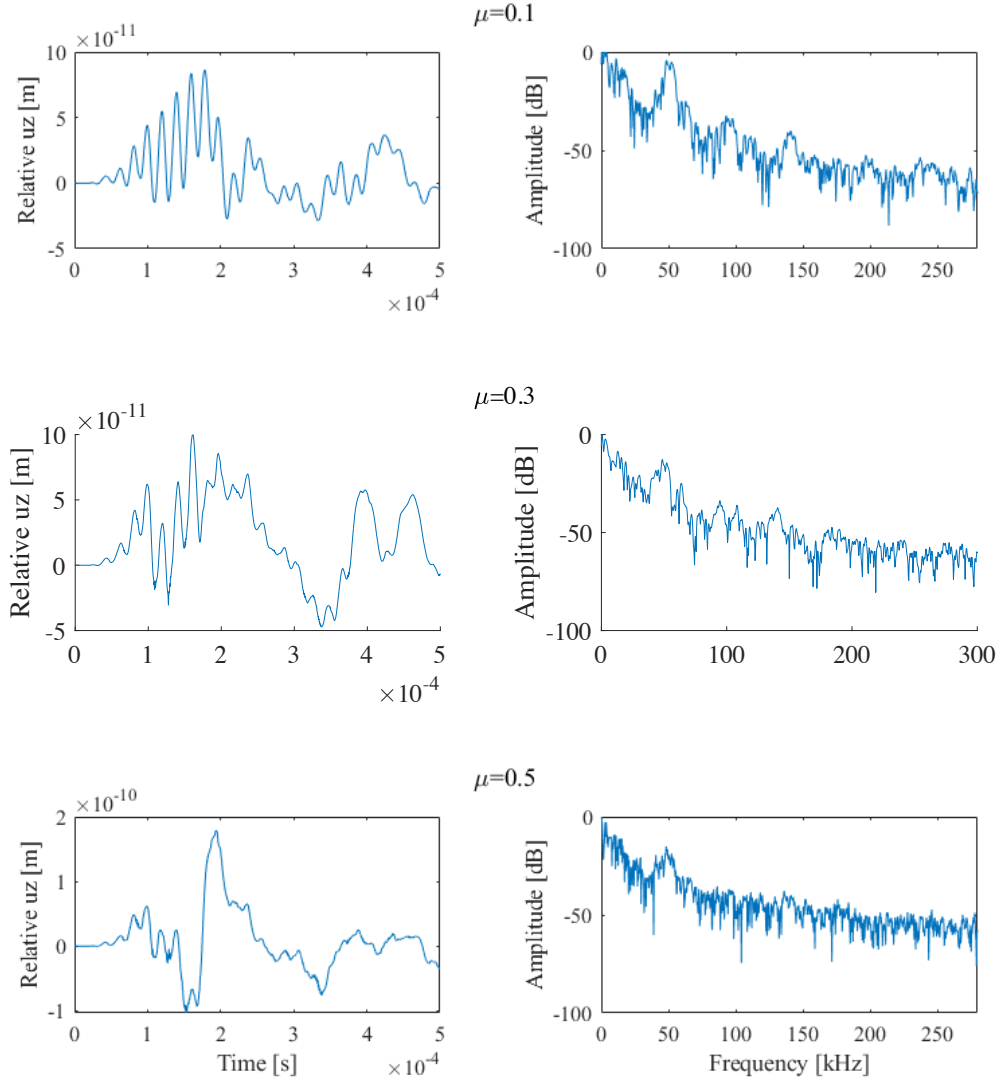 μ=0.1
×10-11
Relative uz [m]
10
5
0
-5
0 1 2 3 4 5
×10-4
Amplitude [dB]
0
-50
-100
0 50 100 150 200 250
μ=0.3
×10-11
Relative uz [m]
10
5
0
-5
0 1 2 3 4 5
×10-4
Amplitude [dB]
0
-50
-100
0 100 200 300
μ=0.5
×10-10
Relative uz [m]
2
1
0
-1
0 1 2 3 4 5
Time [s]
×10-4
Amplitude [dB]
0
-50
-100
0 50 100 150 200 250
Frequency [kHz]